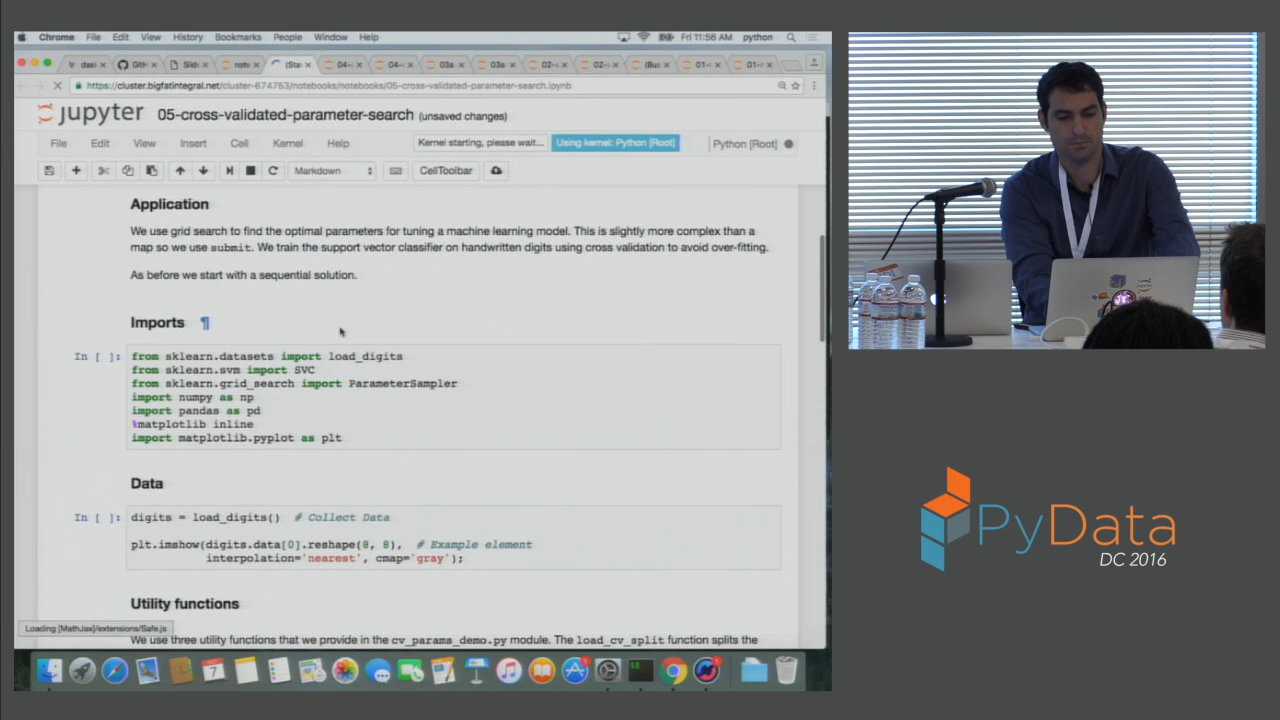 Chrome File Edit View History Bookmarks People Window Help
Fri 11:56 AM python
https://cluster.bigfatintegral.net/cluster-674753/notebooks/notebooks/05-cross-validated-parameter-search.ipynb
jupyter 05-cross-validated-parameter-search (unsaved changes)
File Edit View Insert Cell Kernel Help
Kernel starting, please wait... Using kernel: Python [Root] Python [Root]
Markdown CellToolbar
Application
We use grid search to find the optimal parameters for tuning a machine learning model. This is slightly more complex than a
map so we use submit. We train the support vector classifier on handwritten digits using cross validation to avoid over-fitting.
As before we start with a sequential solution.
Imports ¶
In [ ]: from sklearn.datasets import load_digits
from sklearn.svm import SVC
from sklearn.grid_search import ParameterSampler
import numpy as np
import pandas as pd
%matplotlib inline
import matplotlib.pyplot as plt
Data
In [ ]: digits = load_digits() # Collect Data
plt.imshow(digits.data[0].reshape(8, 8), # Example element
interpolation='nearest', cmap='gray');
Utility functions
We use three utility functions that we provide in the cv_params_demo.py module. The load_cv_split function splits the
Loading [MathJax]/extensions/Safe.js
PyData
DC 2016